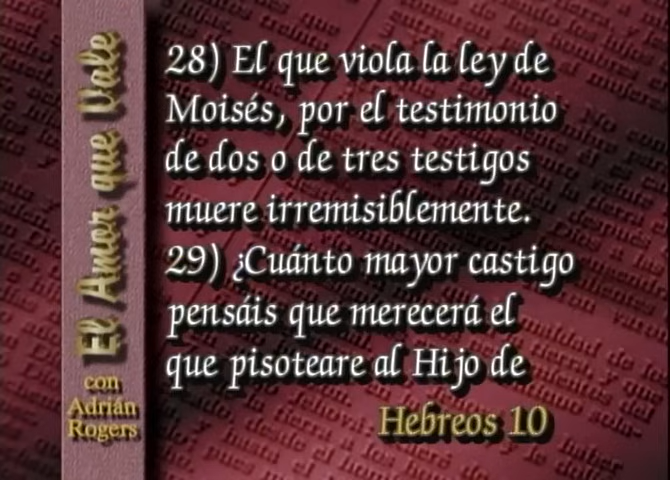 El Amor que Vale
con
Adrián
Rogers
28) El que viola la ley de
Moisés, por el testimonio
de dos o de tres testigos
muere irremisiblemente.
29) ¿Cuánto mayor castigo
pensáis que merecerá el
que pisoteare al Hijo de
Hebreos 10